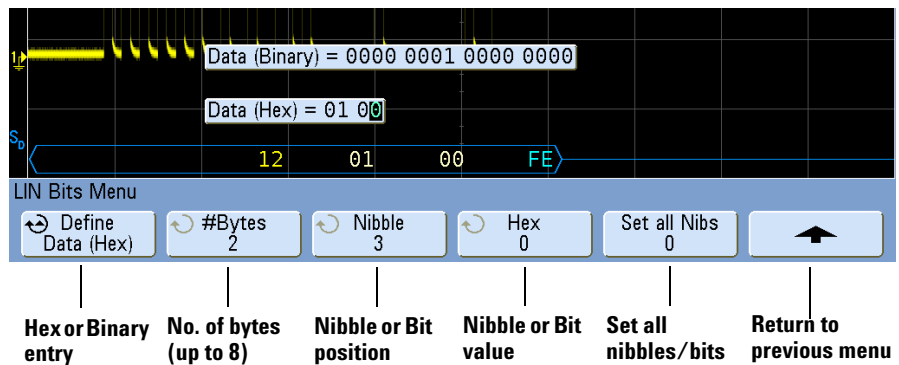 1
Data (Binary) = 0000 0001 0000 0000
Data (Hex) = 01 00
SD
12 01 00 FE
LIN Bits Menu
Define
Data (Hex)
#Bytes
2
Nibble
3
Hex
0
Set all Nibs
0
Hex or Binary
entry
No. of bytes
(up to 8)
Nibble or Bit
position
Nibble or Bit
value
Set all
nibbles/bits
Return to
previous menu